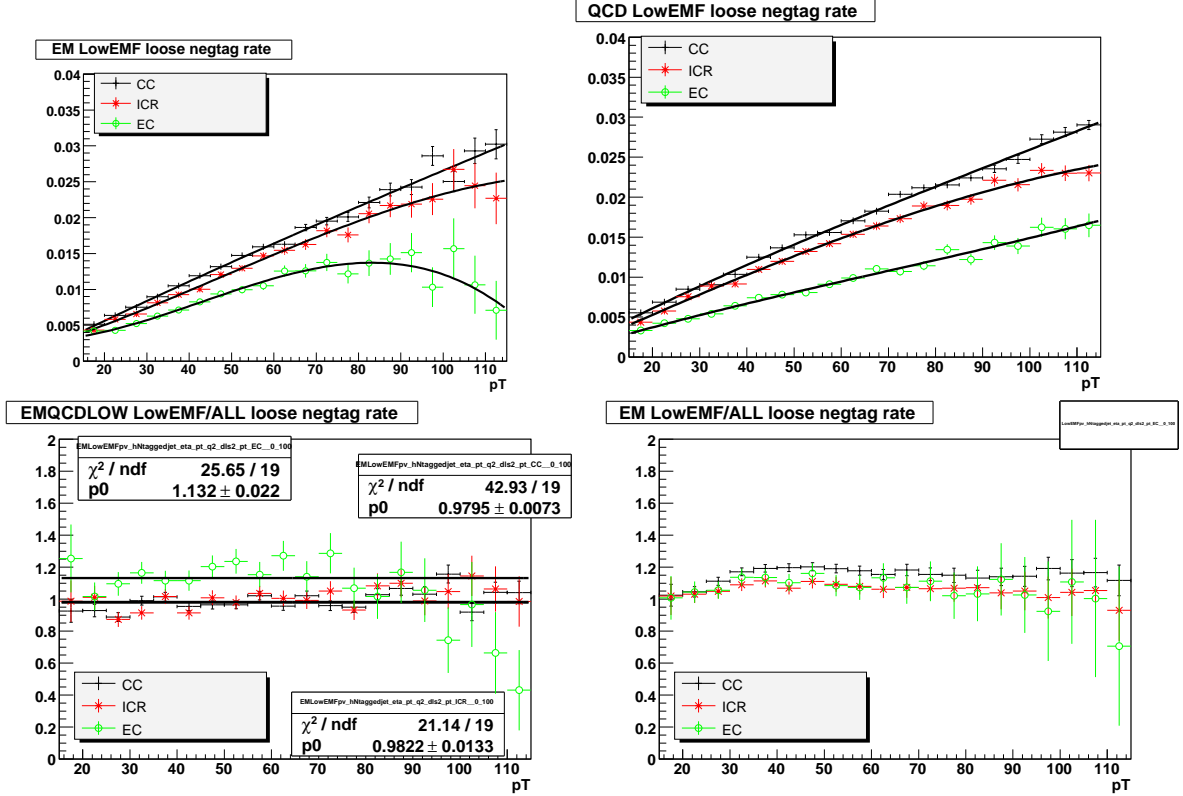 EM LowEMF loose negtag rate
CC
ICR
EC
0.04
0.035
0.03
0.025
0.02
0.015
0.01
0.005
0
20 30 40 50 60 70 80 90 100 110
pT
QCD LowEMF loose negtag rate
CC
ICR
EC
0.04
0.035
0.03
0.025
0.02
0.015
0.01
0.005
0
20 30 40 50 60 70 80 90 100 110
pT
EMQCDLOW LowEMF/ALL loose negtag rate
EMLowEMFpv_hNtaggedjet_eta_pt_q2_dls2_pt_EC__0_100
χ² / ndf 25.65 / 19
p0 1.132 ± 0.022
EMLowEMFpv_hNtaggedjet_eta_pt_q2_dls2_pt_CC__0_100
χ² / ndf 42.93 / 19
p0 0.9795 ± 0.0073
2
1.8
1.6
1.4
1.2
1
0.8
0.6
0.4
0.2
0
CC
ICR
EC
EMLOWEMFpv_hNtaggedjet_eta_pt_q2_dls2_pt_ICR__0_100
χ² / ndf 21.14 / 19
p0 0.9822 ± 0.0133
20 30 40 50 60 70 80 90 100 110
pT
EM LowEMF/ALL loose negtag rate
LowEMFpv_hNtaggedjet_eta_pt_q2_dls2_pt_EC__0_100
2
1.8
1.6
1.4
1.2
1
0.8
0.6
0.4
0.2
0
CC
ICR
EC
20 30 40 50 60 70 80 90 100 110
pT